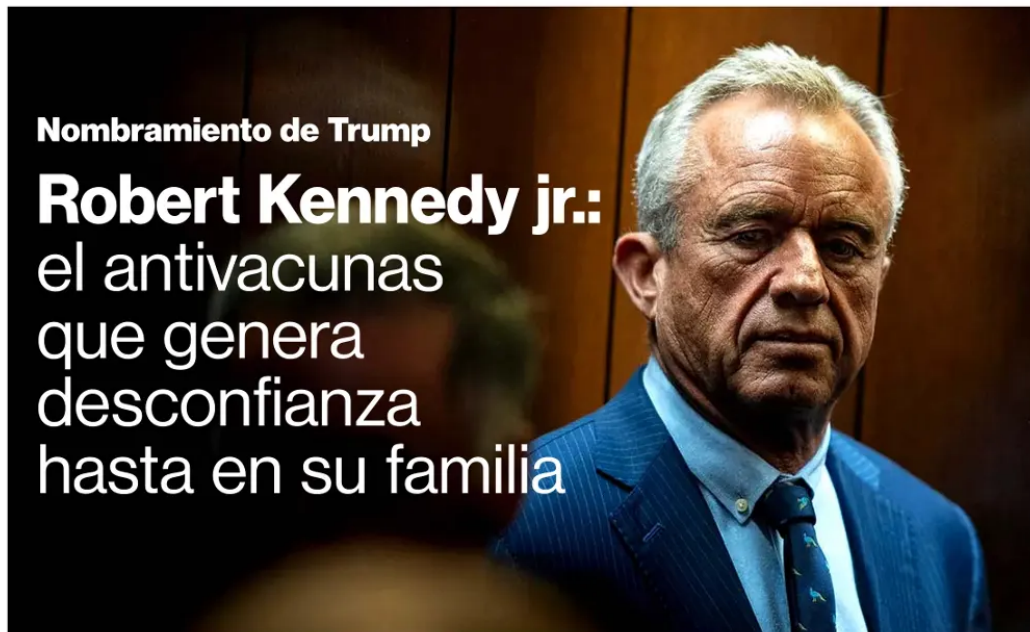 Nombramiento de Trump
Robert Kennedy jr.:
el antivacunas
que genera
desconfianza
hasta en su familia